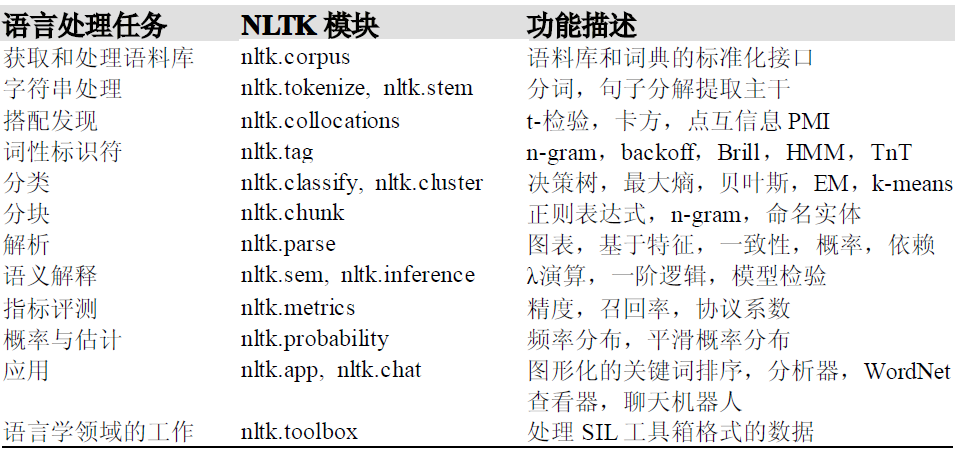 语言处理任务 NLTK 模块 功能描述
获取和处理语料库 nltk.corpus 语料库和词典的标准化接口
字符串处理 nltk.tokenize, nltk.stem 分词，句子分解提取主干
搭配发现 nltk.collocations t-检验，卡方，点互信息 PMI
词性标识符 nltk.tag n-gram，backoff，Brill，HMM，TnT
分类 nltk.classify, nltk.cluster 决策树，最大熵，贝叶斯，EM，k-means
分块 nltk.chunk 正则表达式，n-gram，命名实体
解析 nltk.parse 图表，基于特征，一致性，概率，依赖
语义解释 nltk.sem, nltk.inference λ演算，一阶逻辑，模型检验
指标评测 nltk.metrics 精度，召回率，协议系数
概率与估计 nltk.probability 频率分布，平滑概率分布
应用 nltk.app, nltk.chat 图形化的关键词排序，分析器，WordNet
查看器，聊天机器人
语言学领域的工作 nltk.toolbox 处理 SIL 工具箱格式的数据